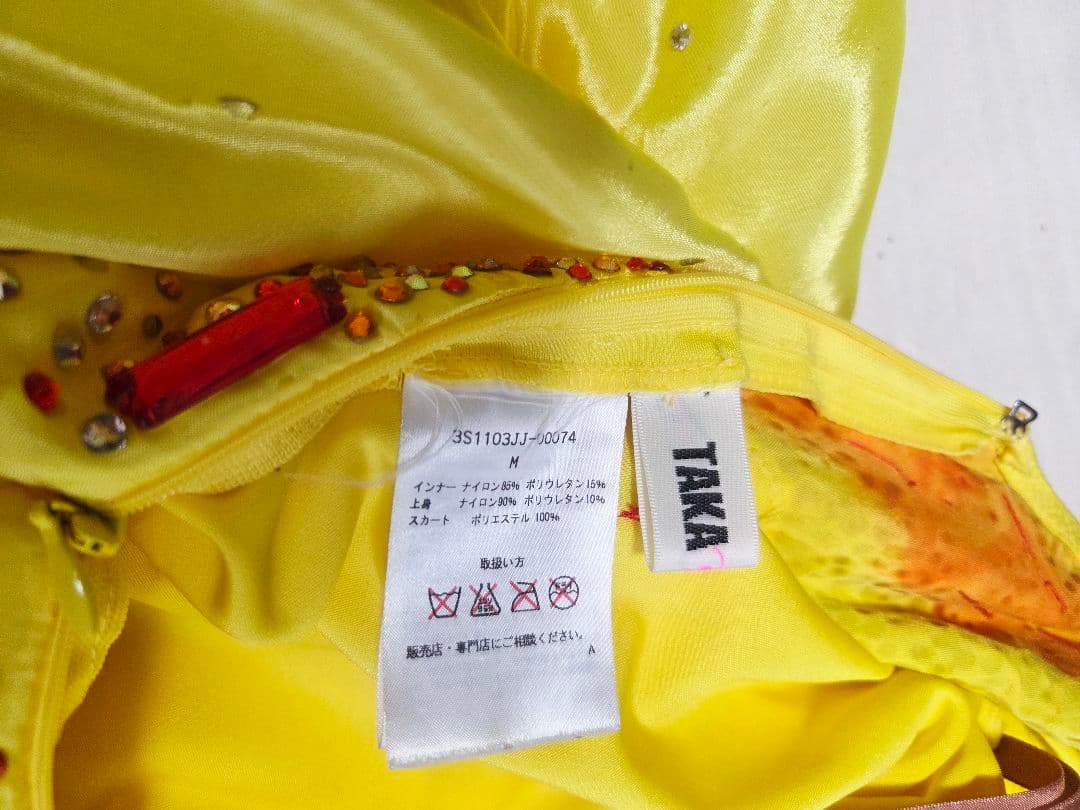 3S1103JJ-00074
M
インナー ナイロン85% ポリウレタン15%
上身 ナイロン90% ポリウレタン10%
スカート ポリエステル 100%
取扱い方
販売店・専門店にご相談ください。
A
TAKA